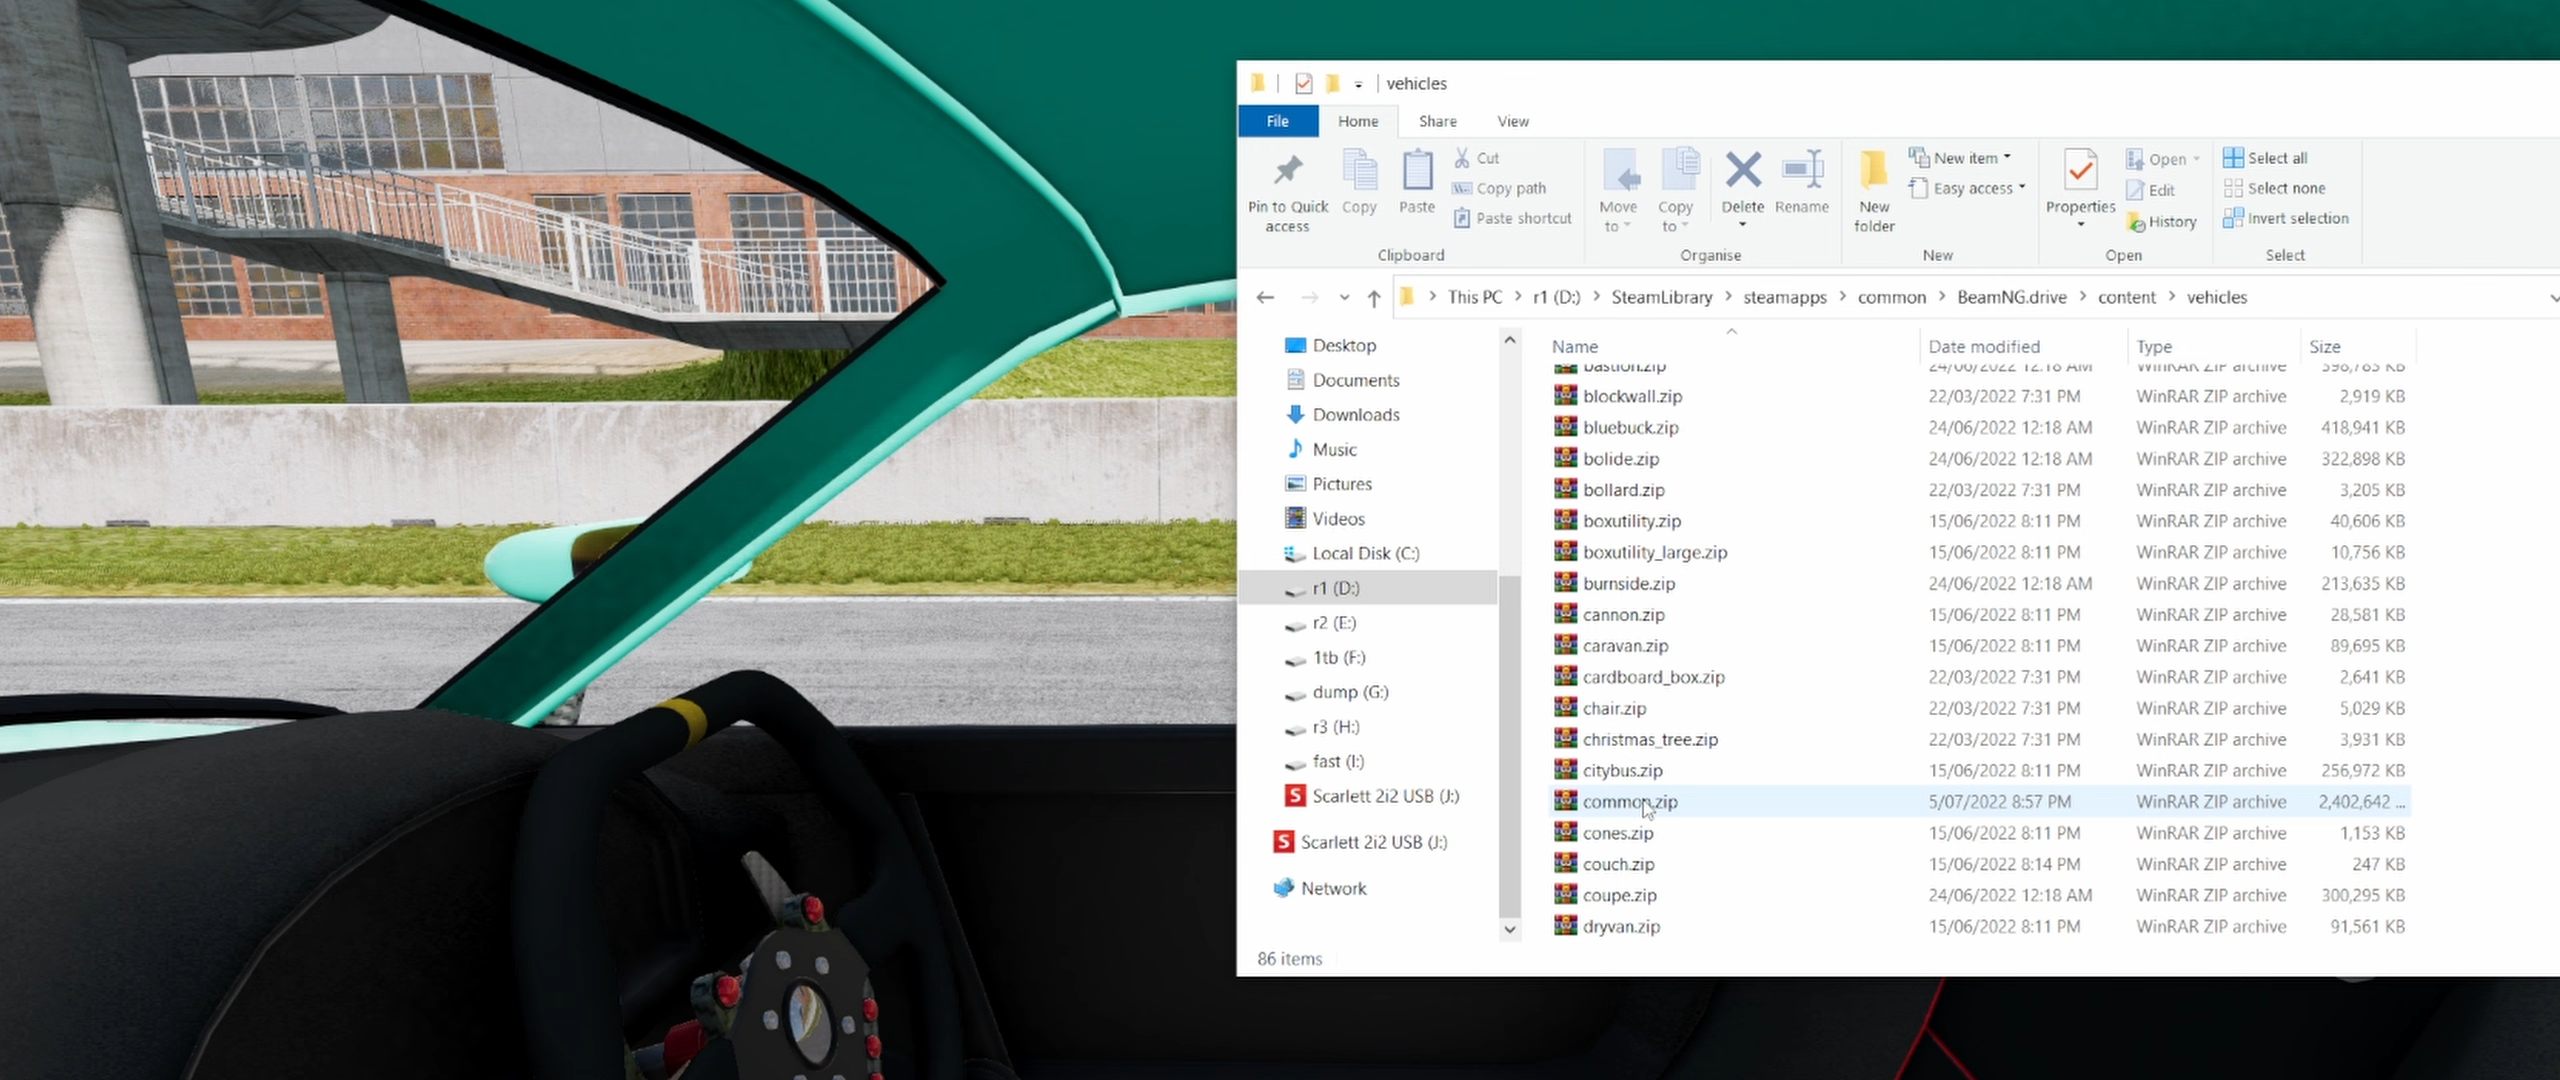 vehicles
File Home Share View
Pin to Quick access
Copy
Paste
Cut
Copy path
Paste shortcut
Clipboard
Move to
Copy to
Delete
Rename
Organise
New folder
New item
Easy access
New
Properties
Open
Edit
History
Open
Select all
Select none
Invert selection
Select
This PC r1 (D:) SteamLibrary steamapps common BeamNG.drive content vehicles
Desktop
Documents
Downloads
Music
Pictures
Videos
Local Disk (C:)
r1 (D:)
r2 (E:)
1tb (F:)
dump (G:)
r3 (H:)
fast (I:)
Scarlett 2i2 USB (J:)
Scarlett 2i2 USB (J:)
Network
Name Date modified Type Size
bastion.zip 24/06/2022 12:18 AM WinRAR ZIP archive 398,783 KB
blockwall.zip 22/03/2022 7:31 PM WinRAR ZIP archive 2,919 KB
bluebuck.zip 24/06/2022 12:18 AM WinRAR ZIP archive 418,941 KB
bolide.zip 24/06/2022 12:18 AM WinRAR ZIP archive 322,898 KB
bollard.zip 22/03/2022 7:31 PM WinRAR ZIP archive 3,205 KB
boxutility.zip 15/06/2022 8:11 PM WinRAR ZIP archive 40,606 KB
boxutility_large.zip 15/06/2022 8:11 PM WinRAR ZIP archive 10,756 KB
burnside.zip 24/06/2022 12:18 AM WinRAR ZIP archive 213,635 KB
cannon.zip 15/06/2022 8:11 PM WinRAR ZIP archive 28,581 KB
caravan.zip 15/06/2022 8:11 PM WinRAR ZIP archive 89,695 KB
cardboard_box.zip 22/03/2022 7:31 PM WinRAR ZIP archive 2,641 KB
chair.zip 22/03/2022 7:31 PM WinRAR ZIP archive 5,029 KB
christmas_tree.zip 22/03/2022 7:31 PM WinRAR ZIP archive 3,931 KB
citybus.zip 15/06/2022 8:11 PM WinRAR ZIP archive 256,972 KB
common.zip 5/07/2022 8:57 PM WinRAR ZIP archive 2,402,642 ...
cones.zip 15/06/2022 8:11 PM WinRAR ZIP archive 1,153 KB
couch.zip 15/06/2022 8:14 PM WinRAR ZIP archive 247 KB
coupe.zip 24/06/2022 12:18 AM WinRAR ZIP archive 300,295 KB
dryvan.zip 15/06/2022 8:11 PM WinRAR ZIP archive 91,561 KB
86 items